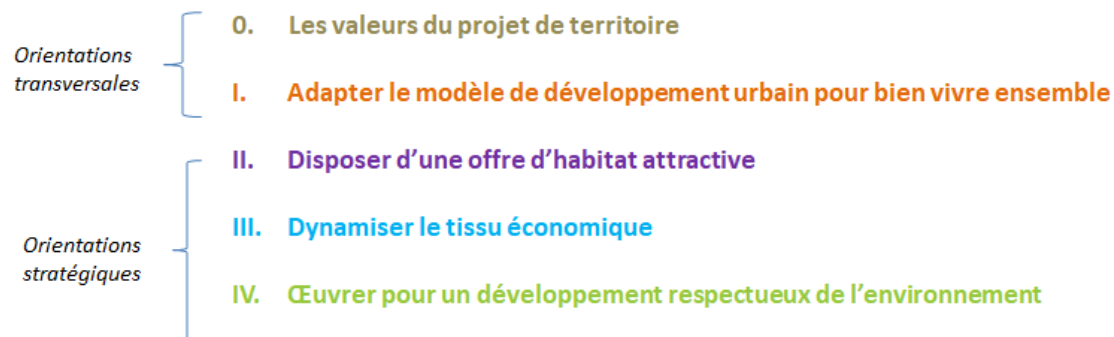 Orientations
transversales
0. Les valeurs du projet de territoire
I. Adapter le modèle de développement urbain pour bien vivre ensemble
Orientations
stratégiques
II. Disposer d’une offre d’habitat attractive
III. Dynamiser le tissu économique
IV. Œuvrer pour un développement respectueux de l’environnement